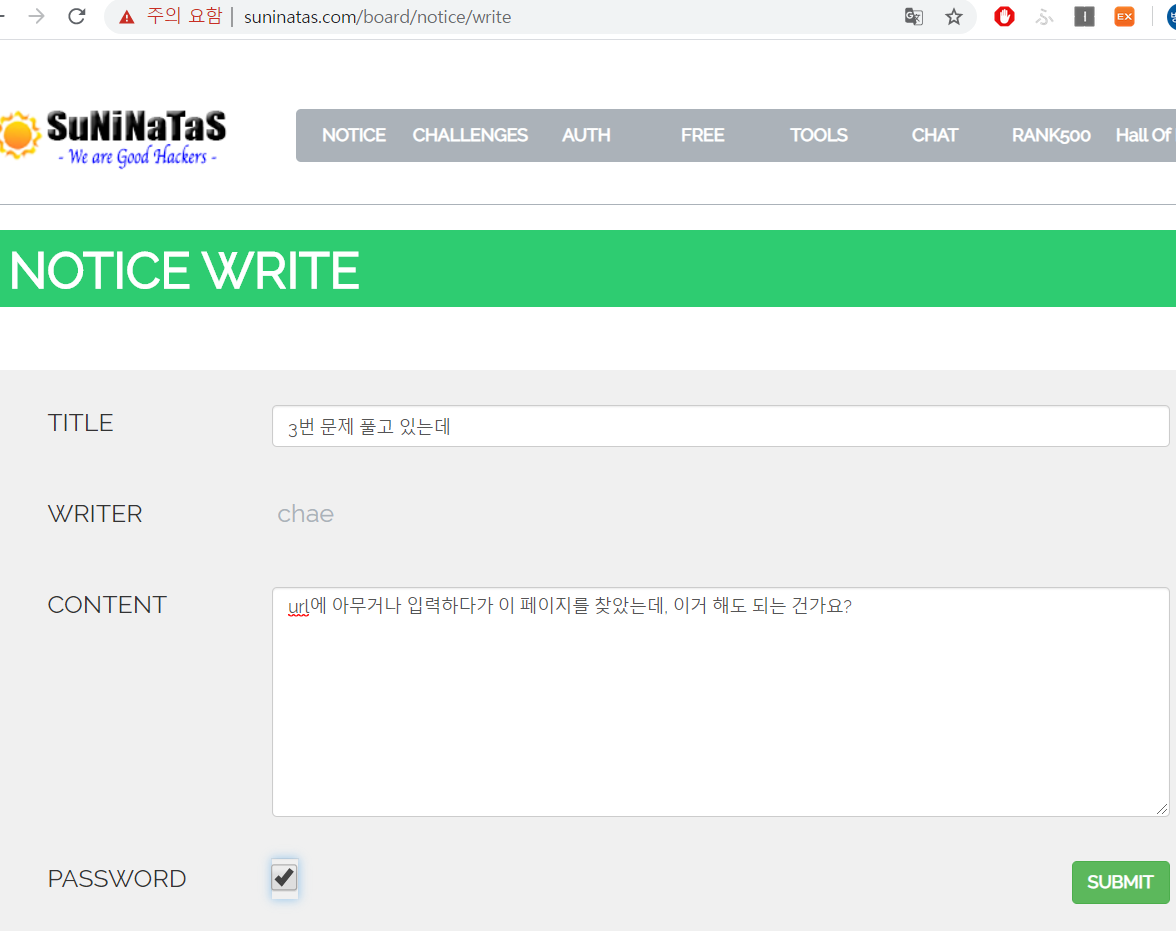 주의 요함 | suninatas.com/board/notice/write
EX
SuNiNaTaS
- We are Good Hackers -
NOTICE CHALLENGES AUTH FREE TOOLS CHAT RANK500 Hall Of
NOTICE WRITE
TITLE 3번 문제 풀고 있는데
WRITER chae
CONTENT url에 아무거나 입력하다가 이 페이지를 찾았는데, 이거 해도 되는 건가요?
PASSWORD SUBMIT